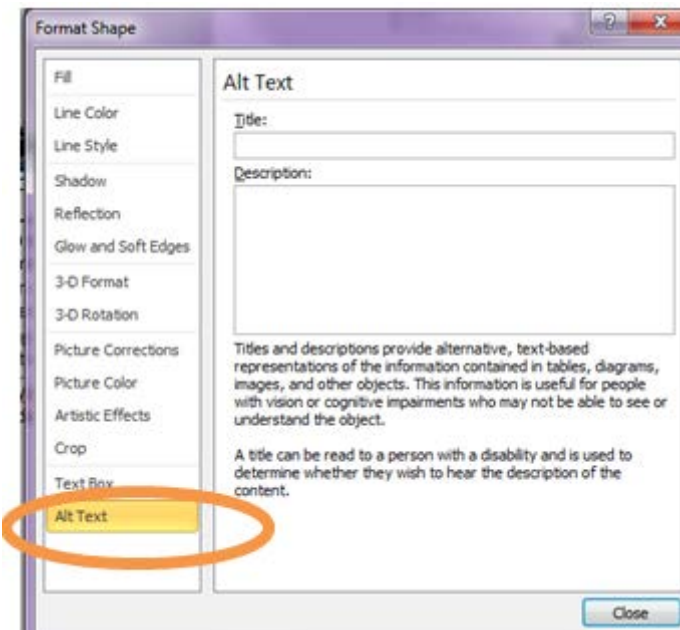 Format Shape
Fill
Line Color
Line Style
Shadow
Reflection
Glow and Soft Edges
3-D Format
3-D Rotation
Picture Corrections
Picture Color
Artistic Effects
Crop
Text Box
Alt Text
Alt Text
Title:
Description:
Titles and descriptions provide alternative, text-based
representations of the information contained in tables, diagrams,
images, and other objects. This information is useful for people
with vision or cognitive impairments who may not be able to see or
understand the object.
A title can be read to a person with a disability and is used to
determine whether they wish to hear the description of the
content.
Close